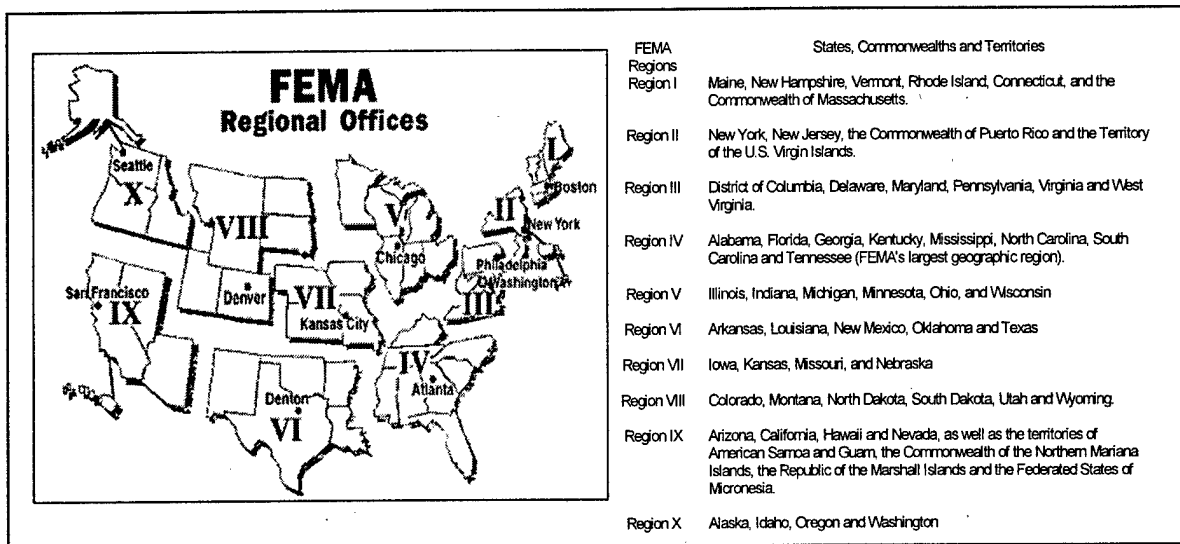 FEMA
Regional Offices
Seattle
X
VIII
I
Boston
V
II
New York
Chicago
Philadelphia
Washington
III
San Francisco
IX
Denver
VII
Kansas City
IV
Atlanta
Denton
VI
FEMA Regions States, Commonwealths and Territories
Region I Maine, New Hampshire, Vermont, Rhode Island, Connecticut, and the
Commonwealth of Massachusetts.
Region II New York, New Jersey, the Commonwealth of Puerto Rico and the Territory
of the U.S. Virgin Islands.
Region III District of Columbia, Delaware, Maryland, Pennsylvania, Virginia and West
Virginia.
Region IV Alabama, Florida, Georgia, Kentucky, Mississippi, North Carolina, South
Carolina and Tennessee (FEMA's largest geographic region).
Region V Illinois, Indiana, Michigan, Minnesota, Ohio, and Wisconsin
Region VI Arkansas, Louisiana, New Mexico, Oklahoma and Texas
Region VII Iowa, Kansas, Missouri, and Nebraska
Region VIII Colorado, Montana, North Dakota, South Dakota, Utah and Wyoming.
Region IX Arizona, California, Hawaii and Nevada, as well as the territories of
American Samoa and Guam, the Commonwealth of the Northern Mariana
Islands, the Republic of the Marshall Islands and the Federated States of
Micronesia.
Region X Alaska, Idaho, Oregon and Washington